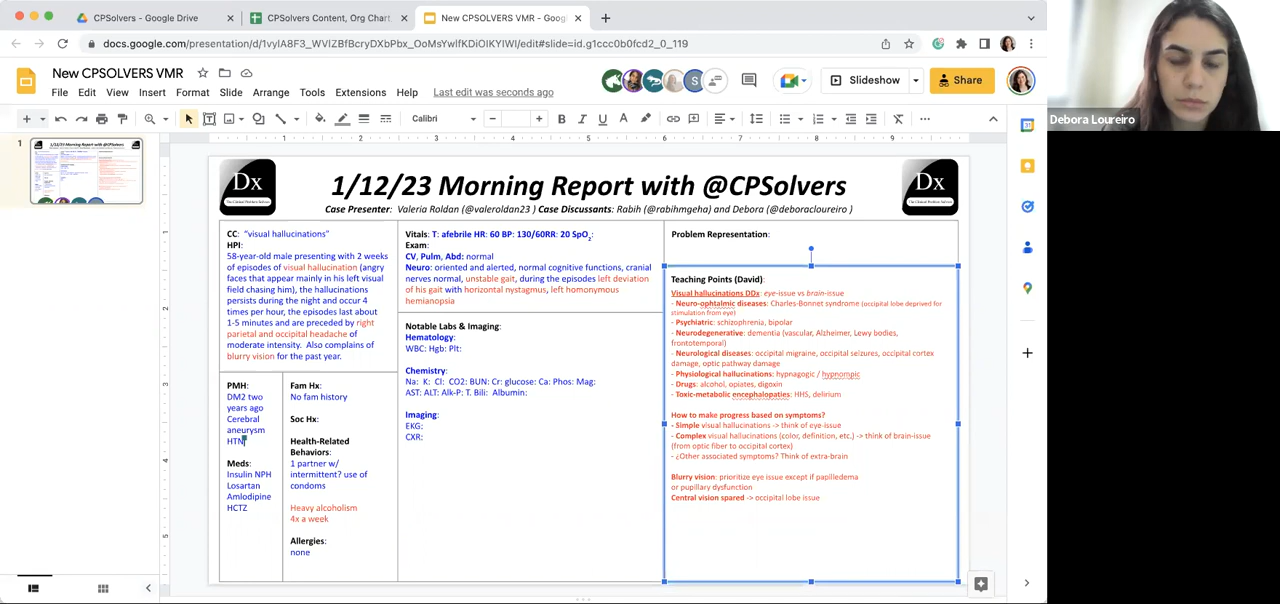 CPSolvers - Google Drive
CPSolvers Content, Org Chart,
New CPSOLVERS VMR - Goog
docs.google.com/presentation/d/1vyIA8F3_WVIZBfBcryDXbPbx_OoMsYwlfKDiOIKYIWI/edit#slide=id.g1ccc0b0fcd2_0_119
New CPSOLVERS VMR
File Edit View Insert Format Slide Arrange Tools Extensions Help Last edit was seconds ago
S
Slideshow
Share
Calibri
1
1/12/23 Morning Report with @CPSolvers
Case Presenter: Valeria Roldan (@valeroldan23 ) Case Discussants: Rabih (@rabihmgeha) and Debora (@deboracloureiro )
Dx
The Clinical Problem Solvers
Dx
The Clinical Problem Solvers
CC: "visual hallucinations"
HPI:
58-year-old male presenting with 2 weeks
of episodes of visual hallucination (angry
faces that appear mainly in his left visual
field chasing him), the hallucinations
persists during the night and occur 4
times per hour, the episodes last about
1-5 minutes and are preceded by right
parietal and occipital headache of
moderate intensity. Also complains of
blurry vision for the past year.
PMH:
DM2 two
years ago
Cerebral
aneurysm
HTN
Meds:
Insulin NPH
Losartan
Amlodipine
HCTZ
Fam Hx:
No fam history
Soc Hx:
Health-Related
Behaviors:
1 partner w/
intermittent? use of
condoms
Heavy alcoholism
4x a week
Allergies:
none
Vitals: T: afebrile HR: 60 BP: 130/60RR: 20 SpO2:
Exam:
CV, Pulm, Abd: normal
Neuro: oriented and alerted, normal cognitive functions, cranial
nerves normal, unstable gait, during the episodes left deviation
of his gait with horizontal nystagmus, left homonymous
hemianopsia
Notable Labs & Imaging:
Hematology:
WBC: Hgb: Plt:
Chemistry:
Na: K: Cl: CO2: BUN: Cr: glucose: Ca: Phos: Mag:
AST: ALT: Alk-P: T. Bili: Albumin:
Imaging:
EKG:
CXR:
Problem Representation:
Teaching Points (David):
Visual hallucinations DDx: eye-issue vs brain-issue
- Neuro-ophtalmic diseases: Charles-Bonnet syndrome (occipital lobe deprived for
stimulation from eye)
- Psychiatric: schizophrenia, bipolar
- Neurodegenerative: dementia (vascular, Alzheimer, Lewy bodies,
frontotemporal)
- Neurological diseases: occipital migraine, occipital seizures, occipital cortex
damage, optic pathway damage
- Physiological hallucinations: hypnagogic / hypnompic
- Drugs: alcohol, opiates, digoxin
- Toxic-metabolic encephalopaties: HHS, delirium
How to make progress based on symptoms?
- Simple visual hallucinations -> think of eye-issue
- Complex visual hallucinations (color, definition, etc.) -> think of brain-issue
(from optic fiber to occipital cortex)
- ¿Other associated symptoms? Think of extra-brain
Blurry vision: prioritize eye issue except if papilledema
or pupillary dysfunction
Central vision spared -> occipital lobe issue
Debora Loureiro